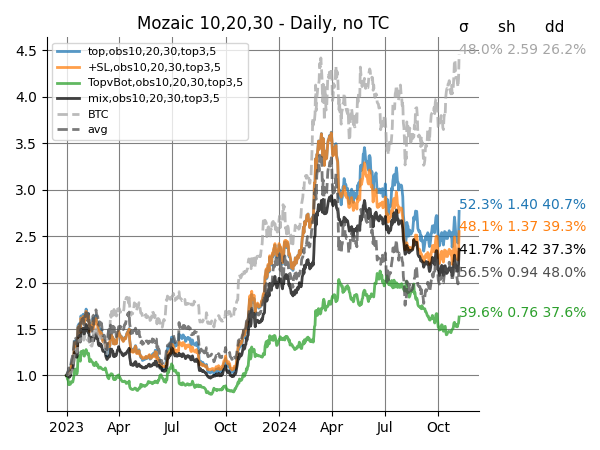 Mozaic 10,20,30 - Daily, no TC
σ sh dd
top,obs10,20,30,top3,5
+SL,obs10,20,30,top3,5
TopvBot,obs10,20,30,top3,5
mix,obs10,20,30,top3,5
BTC
avg
48.0% 2.59 26.2%
52.3% 1.40 40.7%
48.1% 1.37 39.3%
41.7% 1.42 37.3%
56.5% 0.94 48.0%
39.6% 0.76 37.6%
4.5
4.0
3.5
3.0
2.5
2.0
1.5
1.0
2023 Apr Jul Oct 2024 Apr Jul Oct